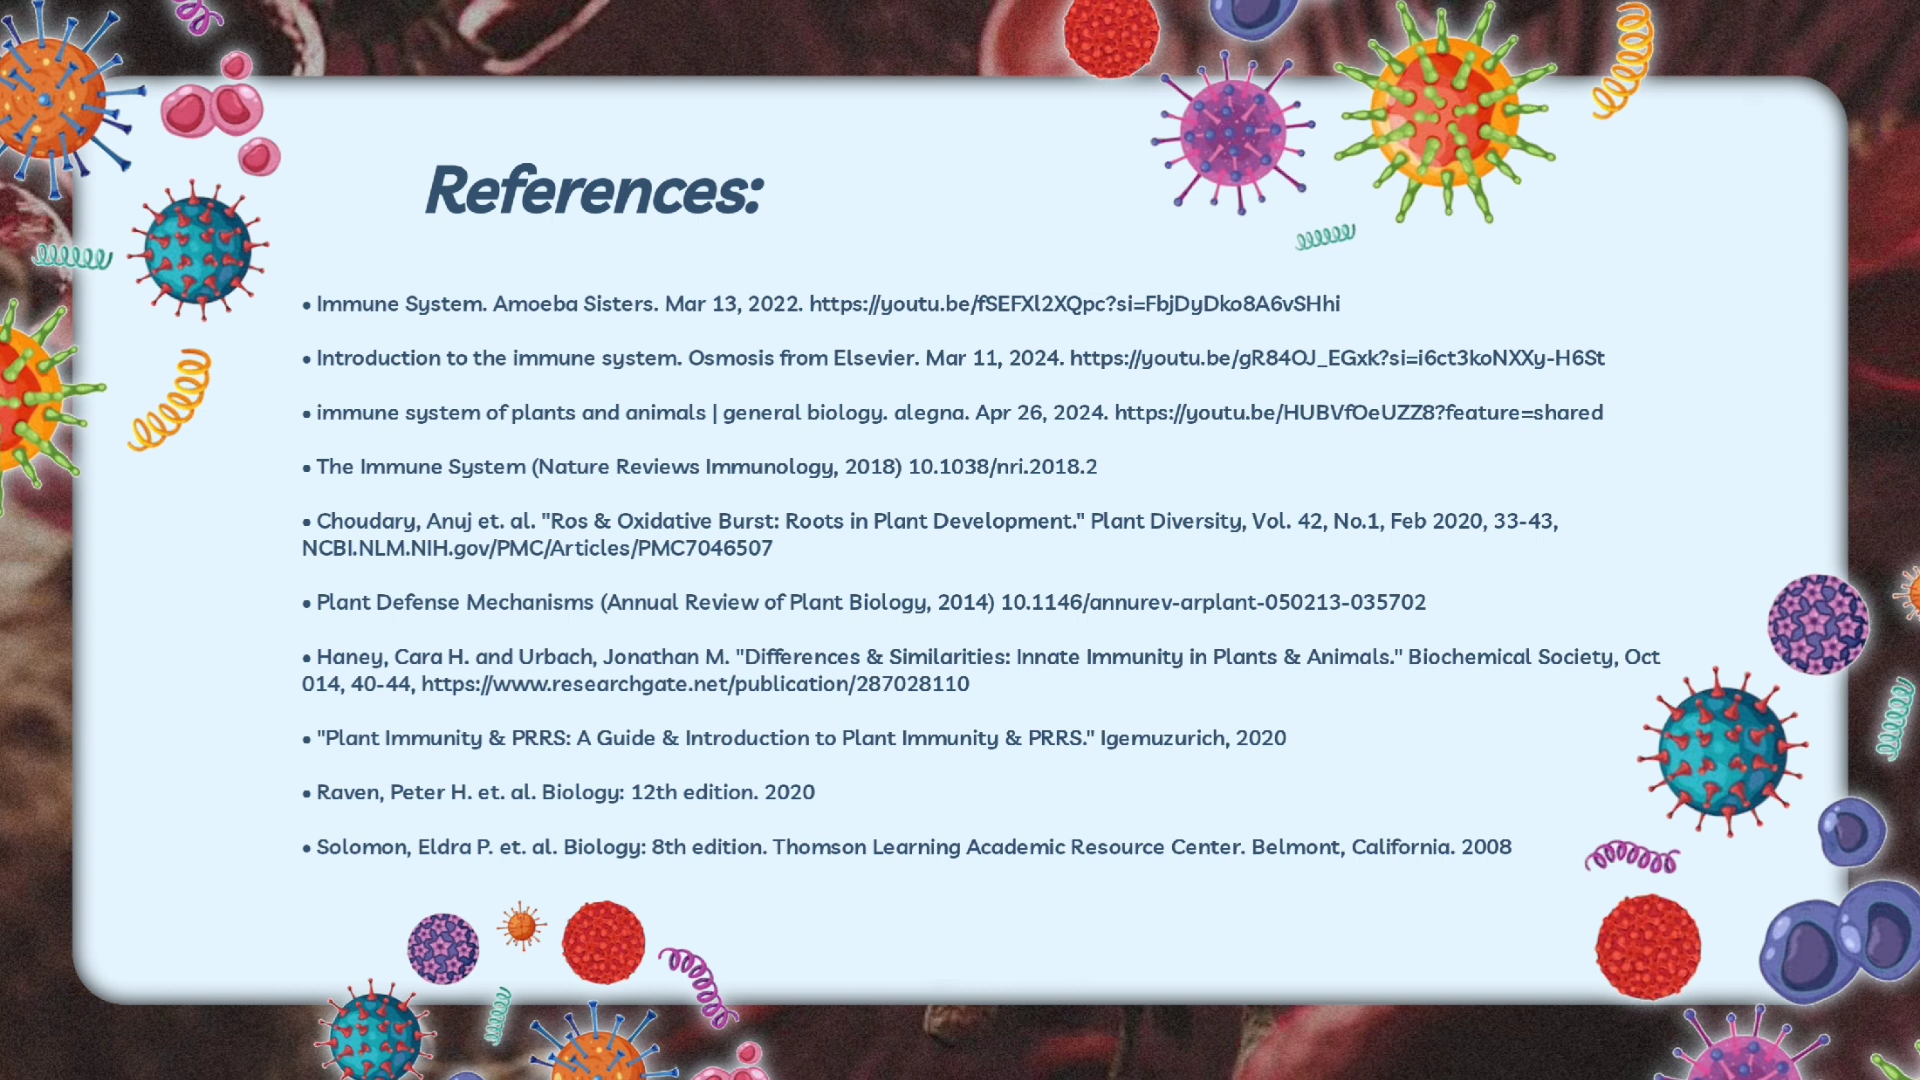 References:
• Immune System. Amoeba Sisters. Mar 13, 2022. https://youtu.be/fSEFXl2XQpc?si=FbjDyDko8A6vSHhi
• Introduction to the immune system. Osmosis from Elsevier. Mar 11, 2024. https://youtu.be/gR84OJ_EGxk?si=i6ct3koNXXy-H6St
• immune system of plants and animals | general biology. alegna. Apr 26, 2024. https://youtu.be/HUBVfOeUZZ8?feature=shared
• The Immune System (Nature Reviews Immunology, 2018) 10.1038/nri.2018.2
• Choudary, Anuj et. al. "Ros & Oxidative Burst: Roots in Plant Development." Plant Diversity, Vol. 42, No.1, Feb 2020, 33-43,
NCBI.NLM.NIH.gov/PMC/Articles/PMC7046507
• Plant Defense Mechanisms (Annual Review of Plant Biology, 2014) 10.1146/annurev-arplant-050213-035702
• Haney, Cara H. and Urbach, Jonathan M. "Differences & Similarities: Innate Immunity in Plants & Animals." Biochemical Society, Oct
014, 40-44, https://www.researchgate.net/publication/287028110
• "Plant Immunity & PRRS: A Guide & Introduction to Plant Immunity & PRRS." Igemuzurich, 2020
• Raven, Peter H. et. al. Biology: 12th edition. 2020
• Solomon, Eldra P. et. al. Biology: 8th edition. Thomson Learning Academic Resource Center. Belmont, California. 2008